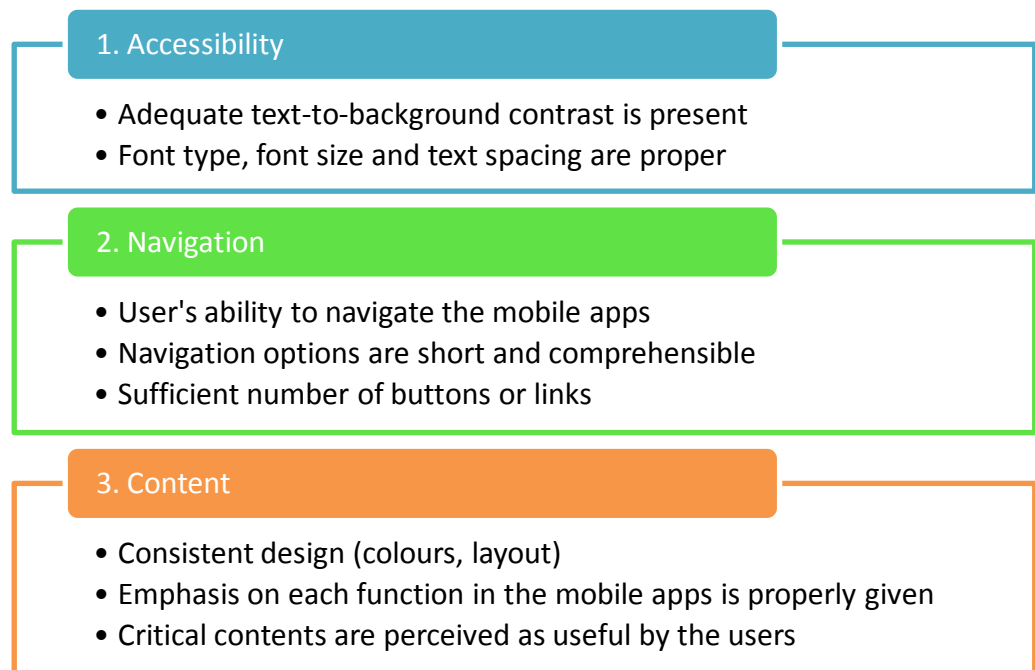 1. Accessibility
• Adequate text-to-background contrast is present
• Font type, font size and text spacing are proper
2. Navigation
• User's ability to navigate the mobile apps
• Navigation options are short and comprehensible
• Sufficient number of buttons or links
3. Content
• Consistent design (colours, layout)
• Emphasis on each function in the mobile apps is properly given
• Critical contents are perceived as useful by the users